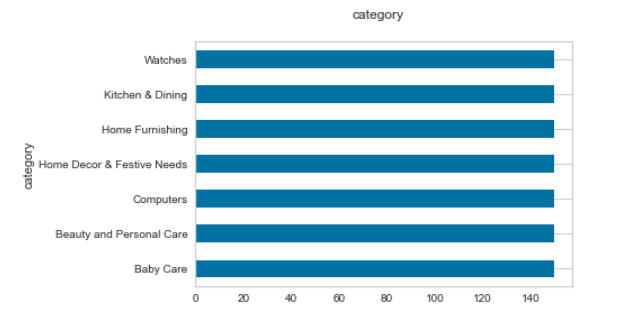 category
Watches
Kitchen & Dining
Home Furnishing
Home Decor & Festive Needs
Computers
Beauty and Personal Care
Baby Care
category
0 20 40 60 80 100 120 140